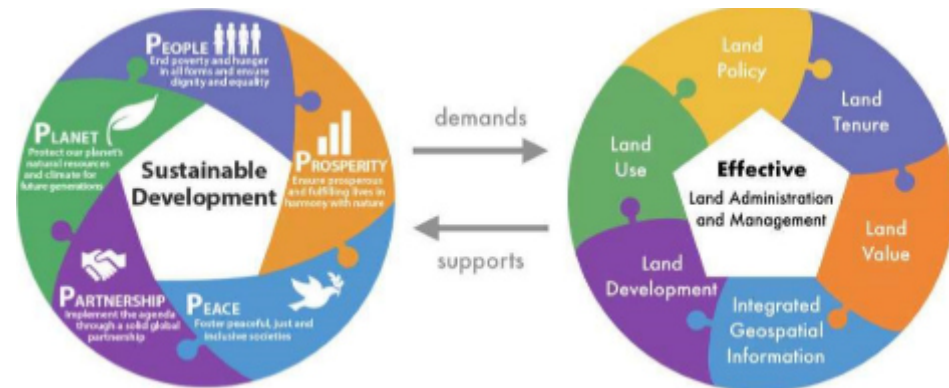 PEOPLE
End poverty and hunger
in all forms and ensure
dignity and equality
PLANET
Protect our planet's
natural resources
and climate for
future generations
PROSPERITY
Ensure prosperous
and fulfilling lives in
harmony with nature
Sustainable
Development
PARTNERSHIP
Implement the agenda
through a solid global
partnership
PEACE
Foster peaceful, just and
inclusive societies
demands
supports
Land
Policy
Land
Tenure
Land
Use
Effective
Land Administration
and Management
Land
Value
Land
Development
Integrated
Geospatial
Information